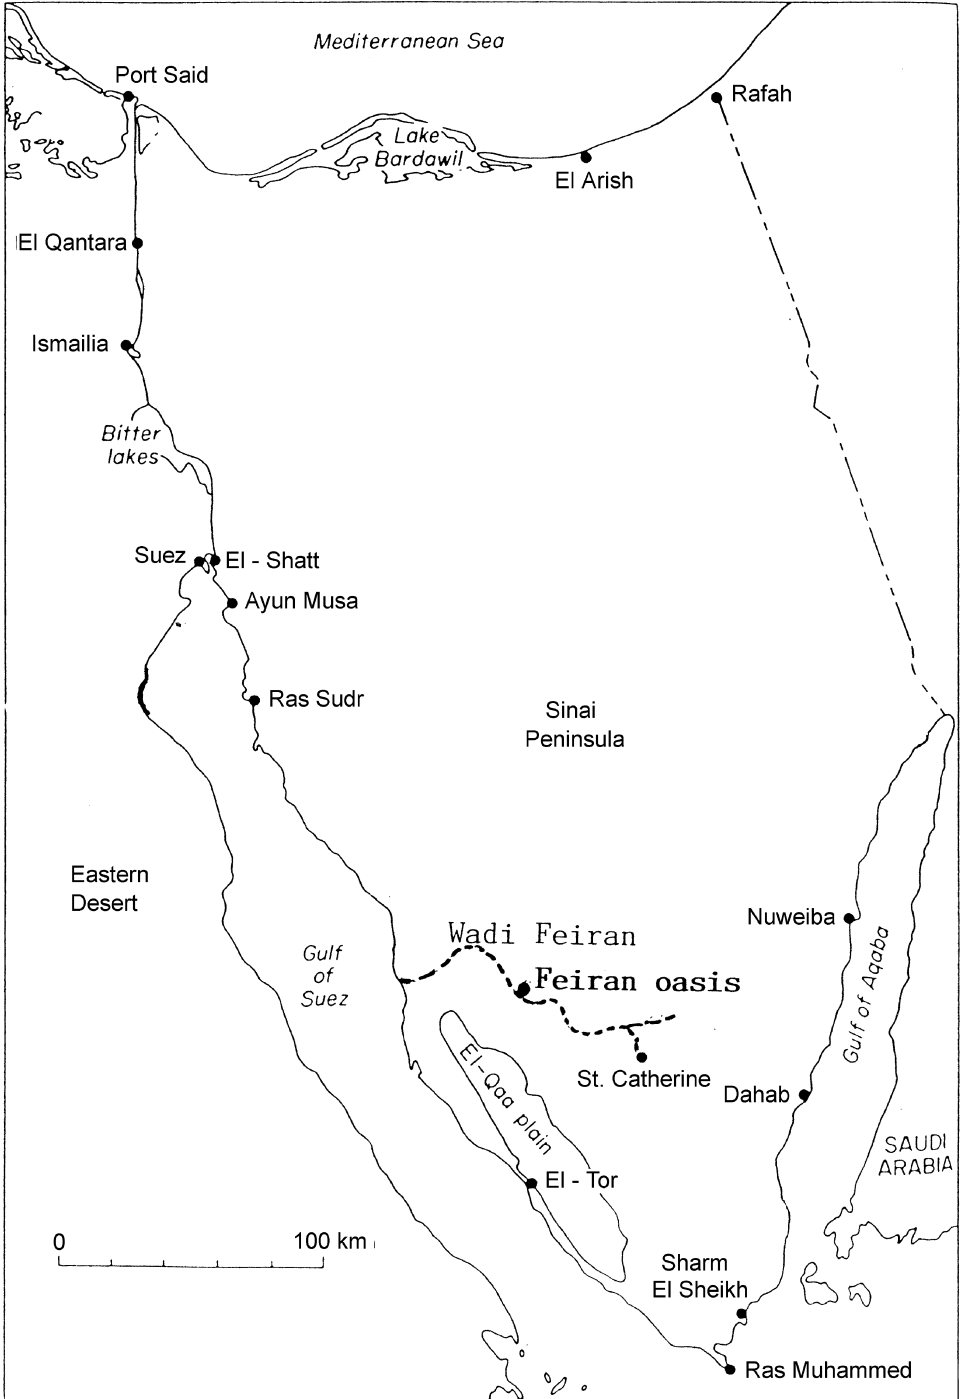 Mediterranean Sea
Port Said
Rafah
Lake
Bardawil
El Arish
El Qantara
Ismailia
Bitter
lakes
Suez
El - Shatt
Ayun Musa
Ras Sudr
Sinai
Peninsula
Eastern
Desert
Nuweiba
Wadi Feiran
Gulf
of
Suez
Feiran oasis
Gulf of Aqaba
El-Qaa plain
St. Catherine
Dahab
SAUDI
ARABIA
El - Tor
0
100 km
Sharm
El Sheikh
Ras Muhammed